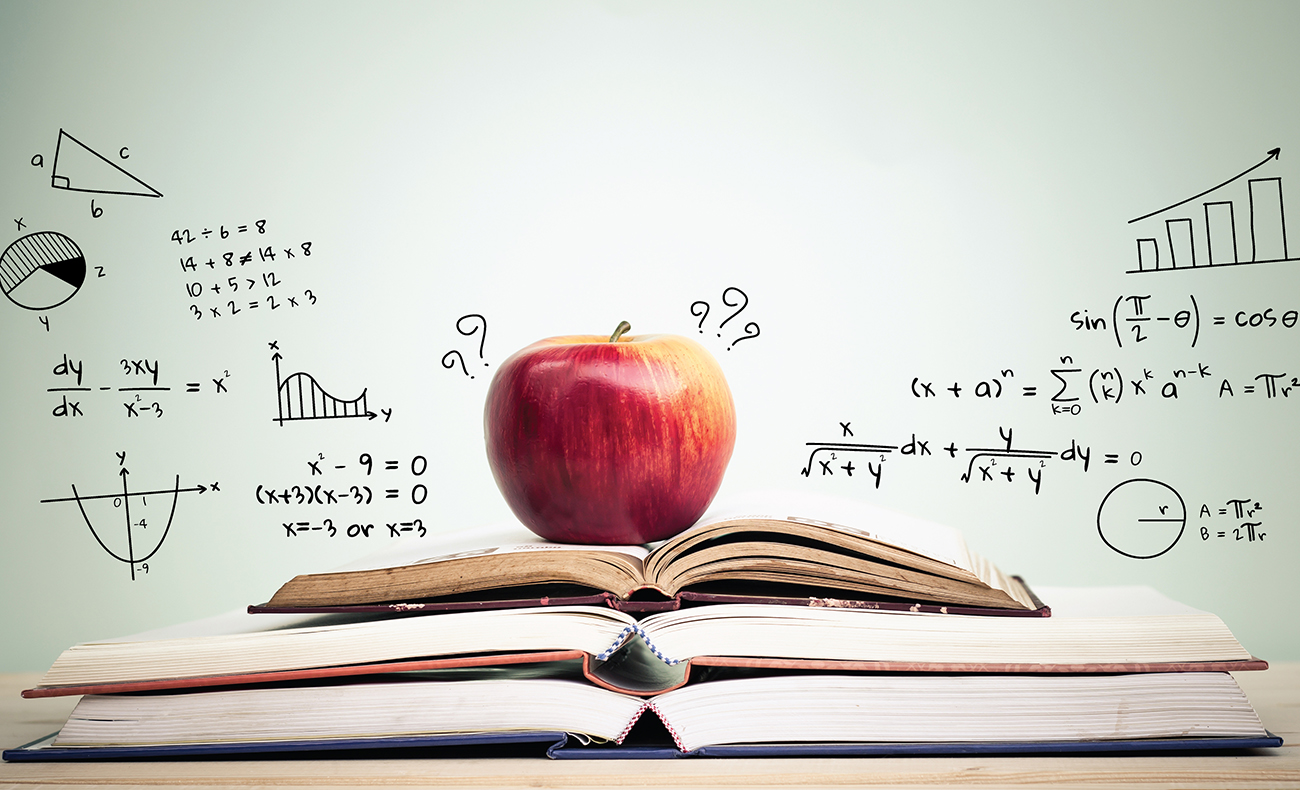 a
c
b
x
z
y
42 ÷ 6 = 8
14 + 8 ≠ 14 x 8
10 + 5 > 12
3 x 2 = 2 x 3
dy/dx - 3xy/x²-3 = x²
x
y
y
x
0 1
-4
-9
x² - 9 = 0
(x+3)(x-3) = 0
x=-3 or x=3
? ?
? ? ?
sin(π/2 - θ) = cos θ
(x + a)ⁿ = Σ k=0 n (n k) xᵏ aⁿ⁻ᵏ A = πr²
x/√x² + y² dx + y/√x² + y² dy = 0
r
A = πr²
B = 2πr